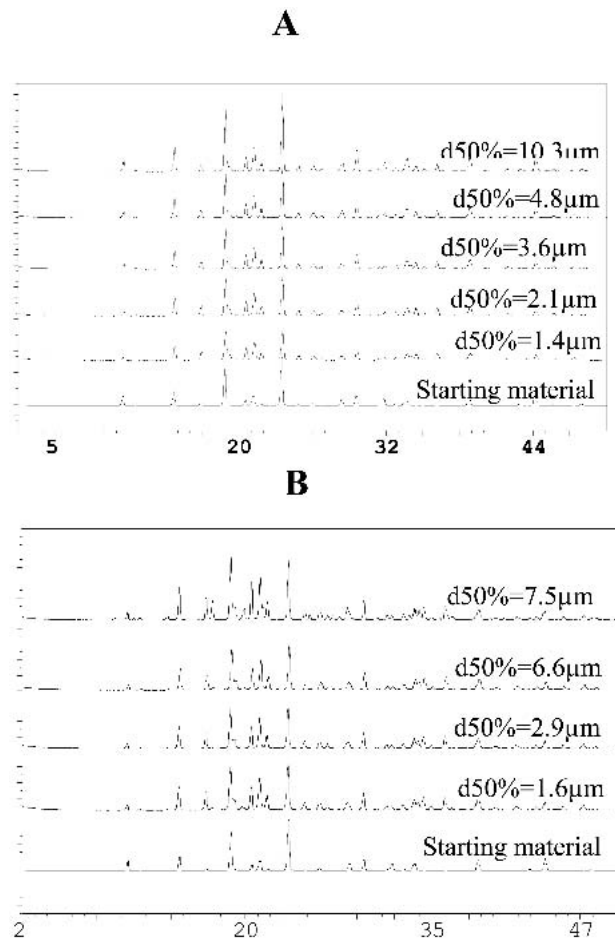 A
d50%=10.3µm
d50%=4.8µm
d50%=3.6µm
d50%=2.1µm
d50%=1.4µm
Starting material
5 20 32 44
B
d50%=7.5µm
d50%=6.6µm
d50%=2.9µm
d50%=1.6µm
Starting material
2 20 35 47